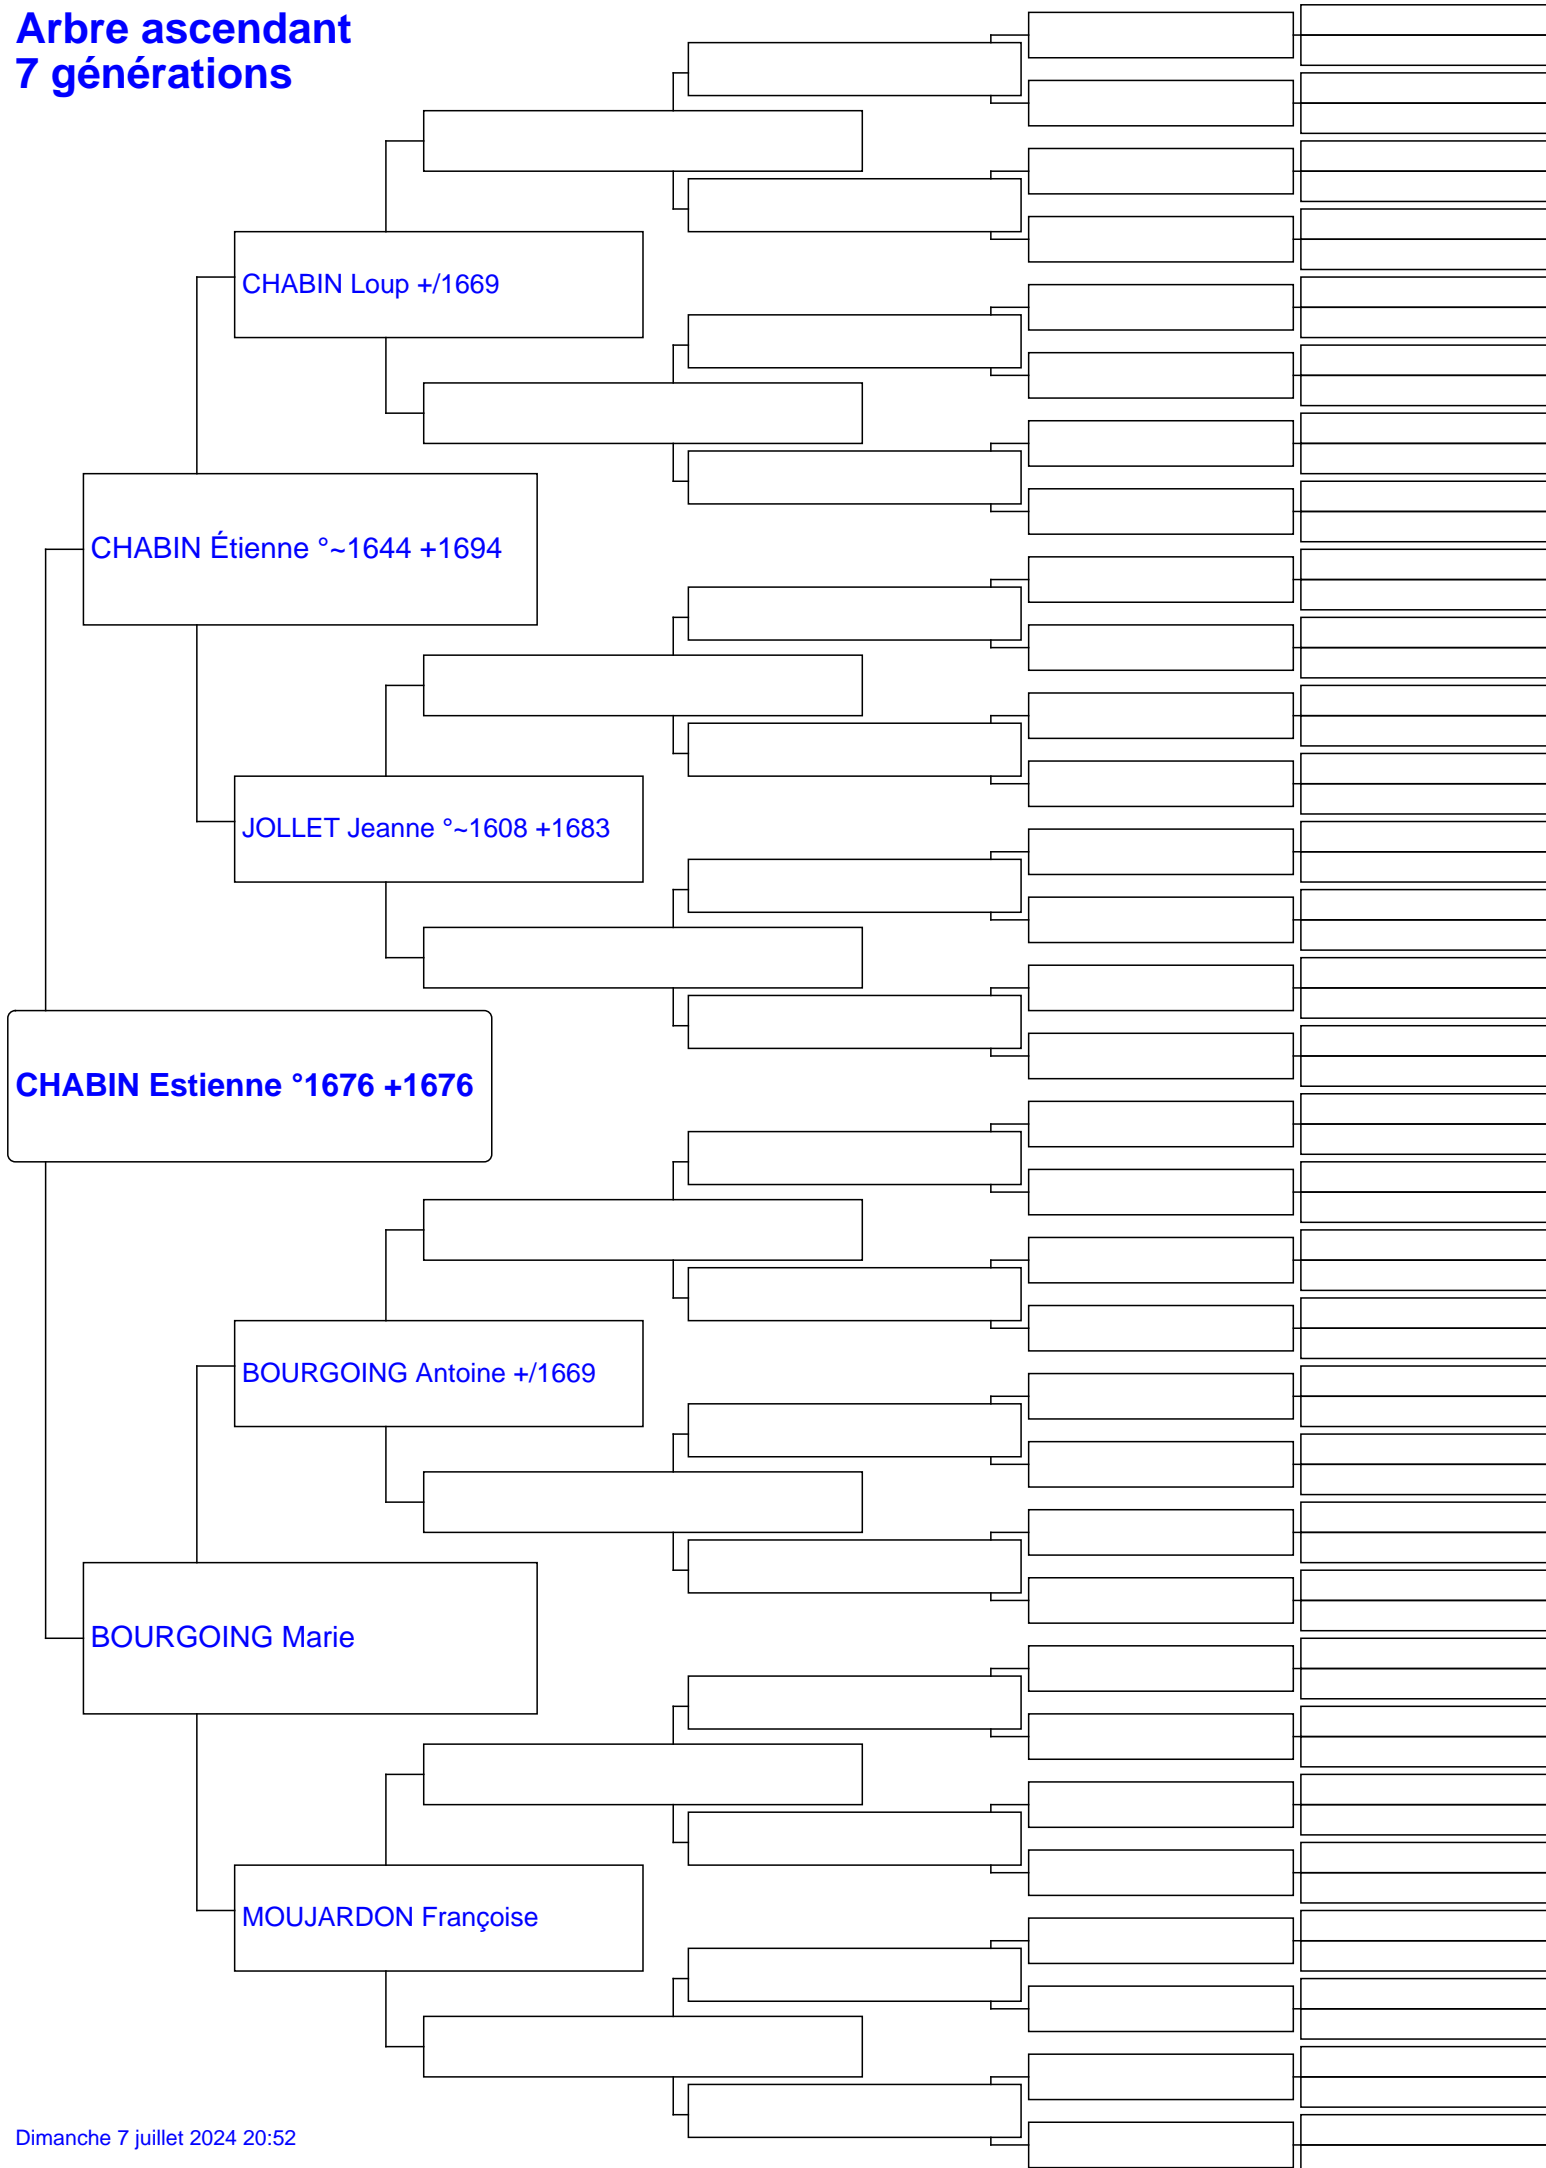 Arbre ascendant
7 générations
CHABIN Loup +/1669
CHABIN Étienne °~1644 +1694
JOLLET Jeanne °~1608 +1683
CHABIN Estienne °1676 +1676
BOURGOING Antoine +/1669
BOURGOING Marie
MOUJARDON Françoise
Dimanche 7 juillet 2024 20:52